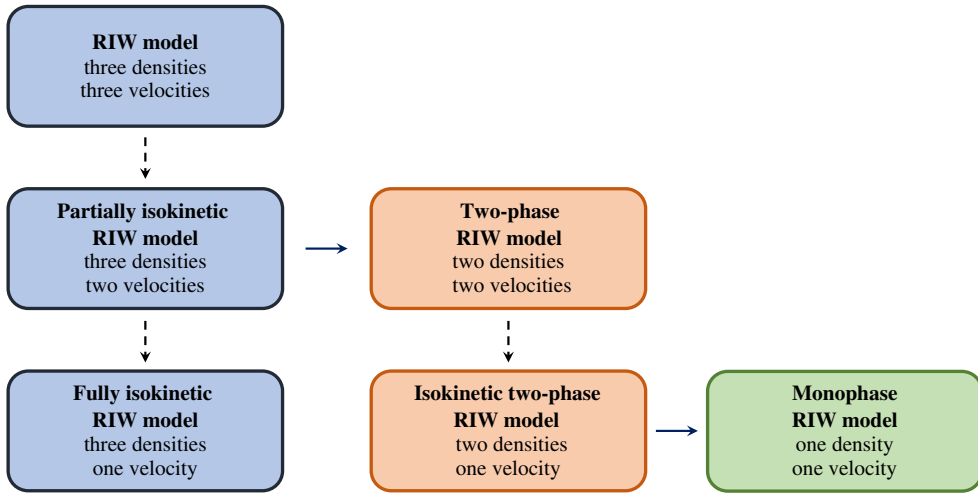 RIW model
three densities
three velocities
Partially isokinetic
RIW model
three densities
two velocities
Two-phase
RIW model
two densities
two velocities
Fully isokinetic
RIW model
three densities
one velocity
Isokinetic two-phase
RIW model
two densities
one velocity
Monophase
RIW model
one density
one velocity